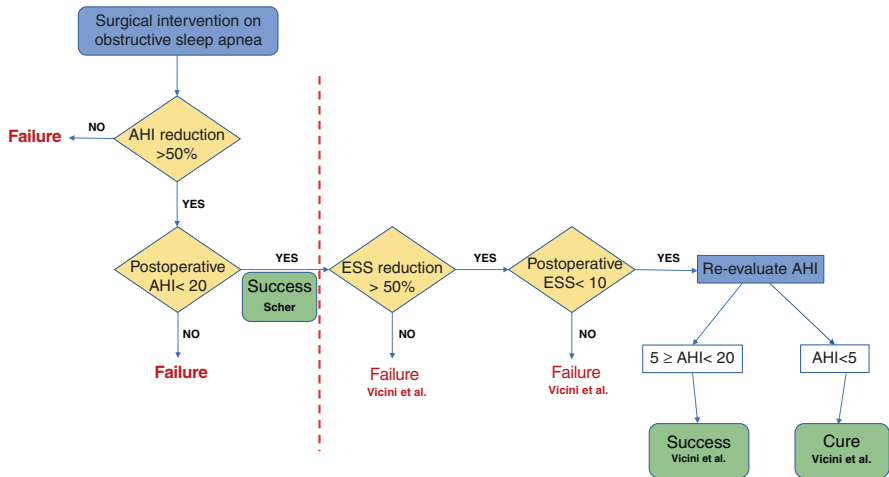 Surgical intervention on
obstructive sleep apnea
NO
Failure
AHI reduction
>50%
YES
Postoperative
AHI< 20
YES
Success
Scher
NO
Failure
ESS reduction
> 50%
YES
NO
Failure
Vicini et al.
Postoperative
ESS< 10
YES
NO
Failure
Vicini et al.
Re-evaluate AHI
5 ≥ AHI< 20
AHI<5
Success
Vicini et al.
Cure
Vicini et al.